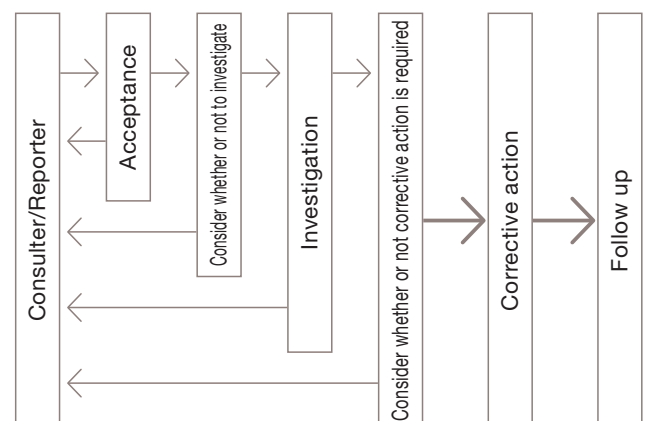 Consulter/Reporter
Acceptance
Consider whether or not to investigate
Investigation
Consider whether or not corrective action is required
Corrective action
Follow up